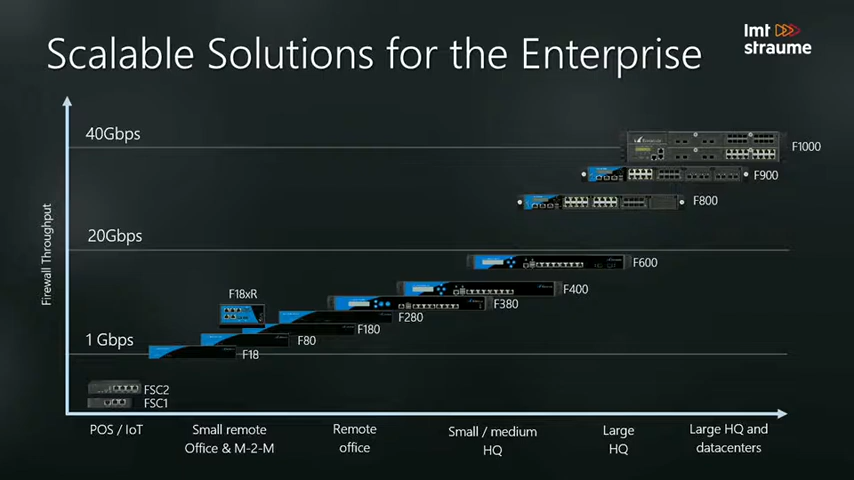 Scalable Solutions for the Enterprise
lmt
straume
40Gbps
F1000
F900
F800
20Gbps
Firewall Throughput
F600
F400
F18xR
F380
F280
F180
1 Gbps
F80
F18
FSC2
FSC1
POS / IoT
Small remote
Office & M-2-M
Remote
office
Small / medium
HQ
Large
HQ
Large HQ and
datacenters